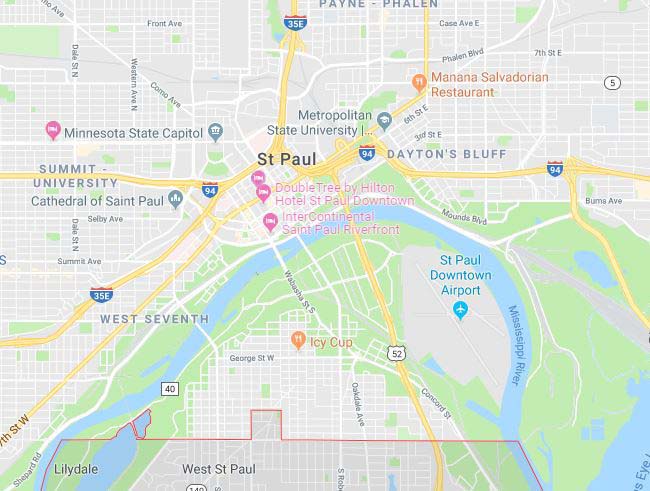 PAYNE - PHALEN
35E
Front Ave
Case Ave E
Dale St N
Western Ave N
Phalen Blvd
7th St E
Como Ave
Manana Salvadorian
Restaurant
5
6th St E
Metropolitan
State University |...
Minnesota State Capitol
3rd St E
St Paul
94
DAYTON'S BLUFF
94
SUMMIT -
UNIVERSITY
94
DoubleTree by Hilton
Hotel St Paul Downtown
Cathedral of Saint Paul
Burns Ave
Selby Ave
InterContinental
Saint Paul Riverfront
Mounds Blvd
Dale St N
Summit Ave
St Paul
Downtown
Airport
35E
Wabasha St S
Mississippi River
WEST SEVENTH
Icy Cup
George St W
52
40
Oakdale Ave
Concord St
7th St W
Shepard Rd
Lilydale
West St Paul
S Robe
149